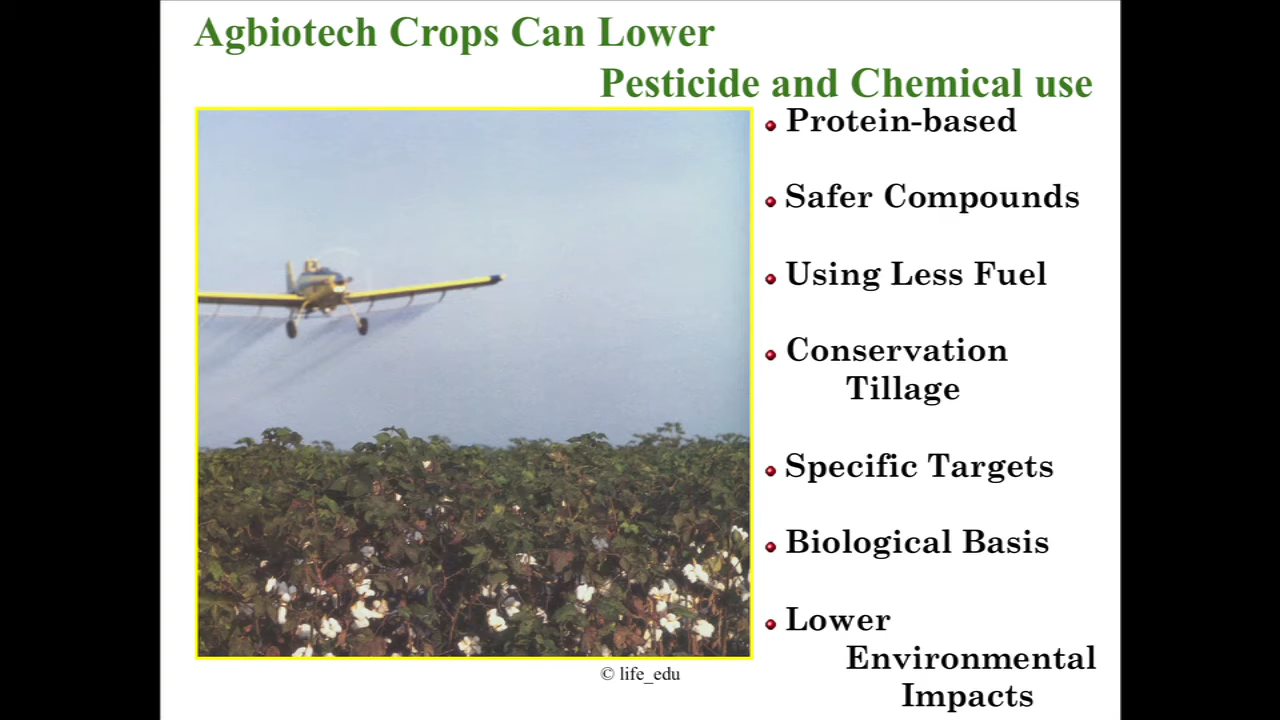 Agbiotech Crops Can Lower
Pesticide and Chemical use
Protein-based
Safer Compounds
Using Less Fuel
Conservation
Tillage
Specific Targets
Biological Basis
Lower
Environmental
Impacts
© life_edu